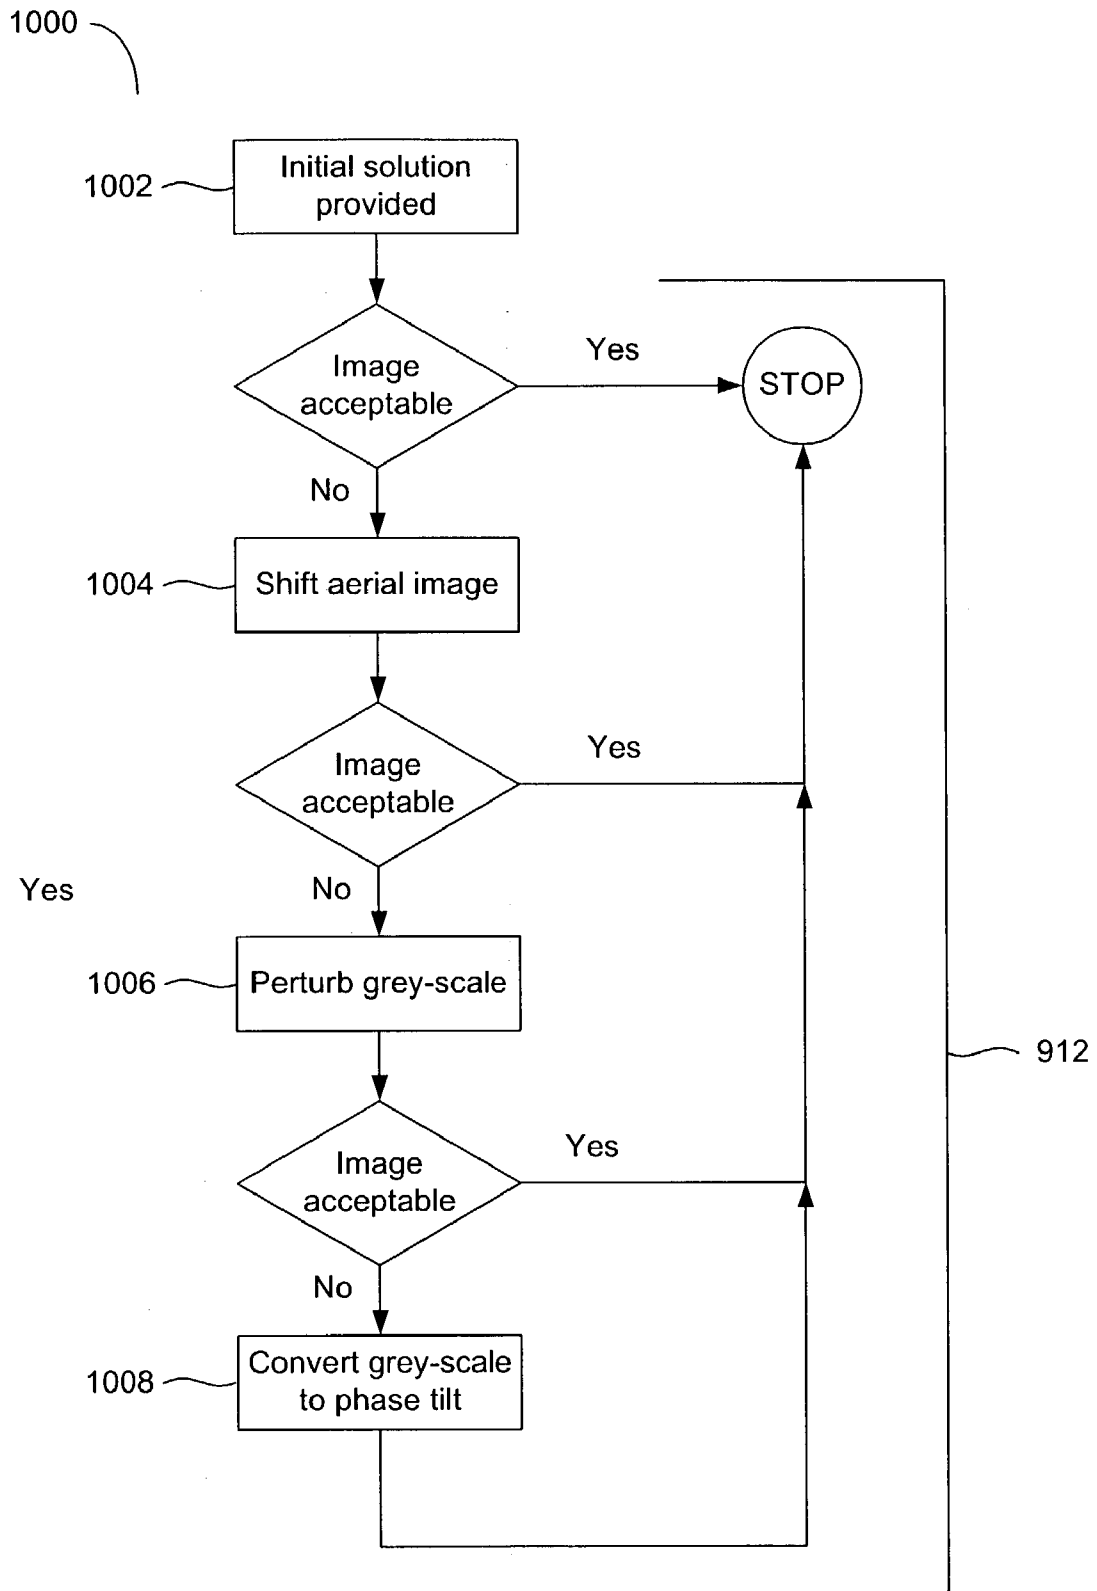 1000
1002
Initial solution
provided
Image
acceptable
Yes
STOP
No
1004
Shift aerial image
Image
acceptable
Yes
Yes
No
1006
Perturb grey-scale
912
Image
acceptable
Yes
No
1008
Convert grey-scale
to phase tilt